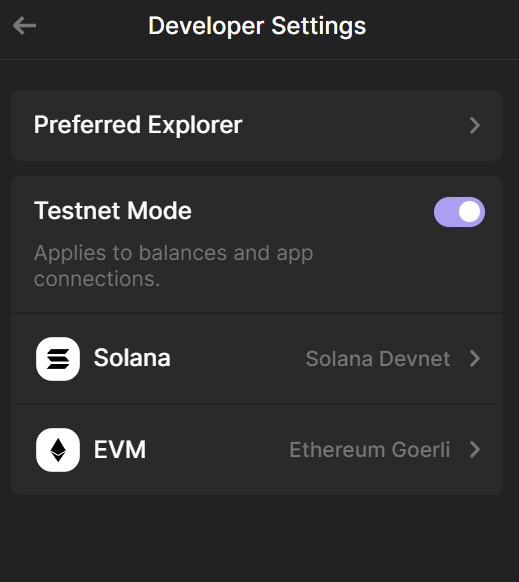 Developer Settings
Preferred Explorer
Testnet Mode
Applies to balances and app
connections.
Solana Solana Devnet
EVM Ethereum Goerli